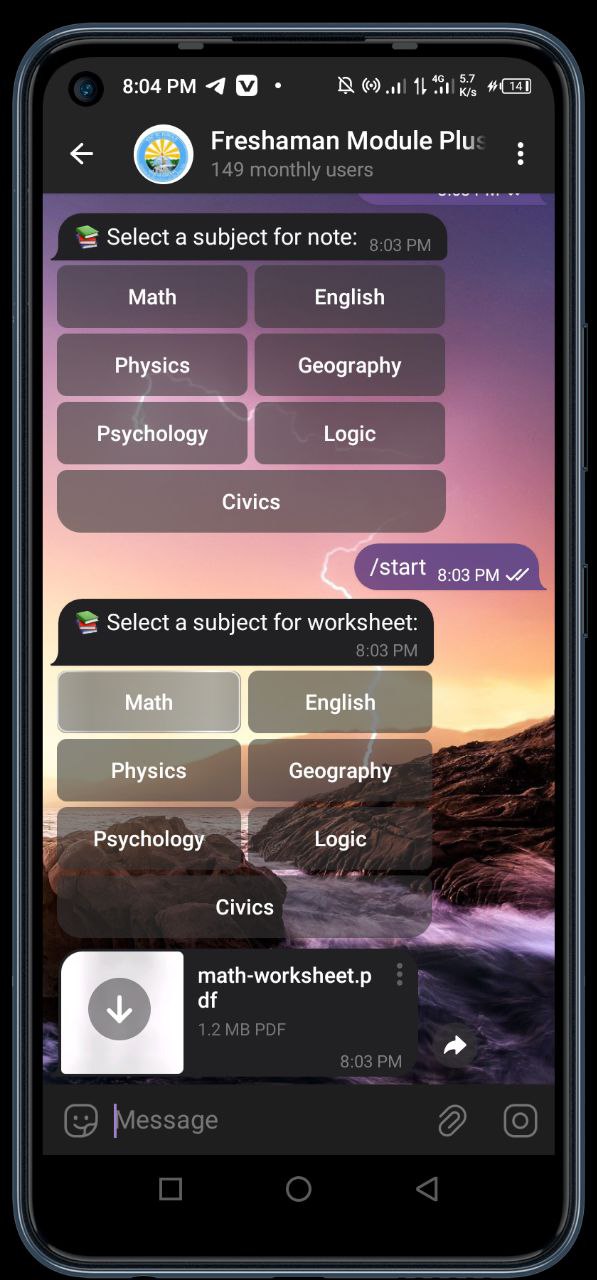 8:04 PM
4G
5.7
K/s
14
Freshaman Module Plus
149 monthly users
Select a subject for note:
8:03 PM
Math
English
Physics
Geography
Psychology
Logic
Civics
/start
8:03 PM
Select a subject for worksheet:
8:03 PM
Math
English
Physics
Geography
Psychology
Logic
Civics
math-worksheet.p
df
1.2 MB PDF
8:03 PM
Message